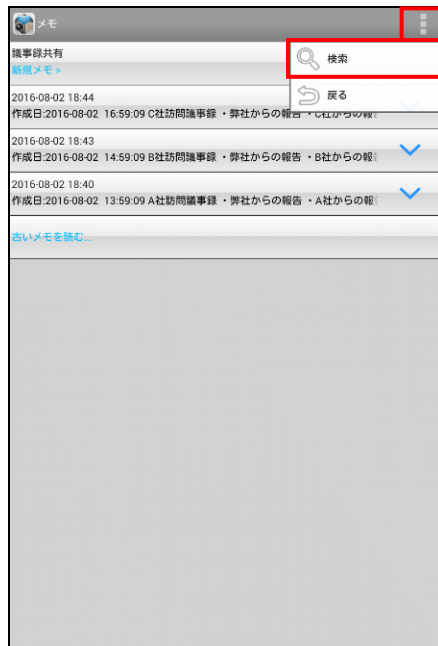 メモ
議事録共有
新規メモ >
検索
戻る
2016-08-02 18:44
作成日:2016-08-02 16:59:09 C社訪問議事録 ・弊社からの報告 ・C社からの報
2016-08-02 18:43
作成日:2016-08-02 14:59:09 B社訪問議事録 ・弊社からの報告 ・B社からの報
2016-08-02 18:40
作成日:2016-08-02 13:59:09 A社訪問議事録 ・弊社からの報告 ・A社からの報
古いメモを読む...